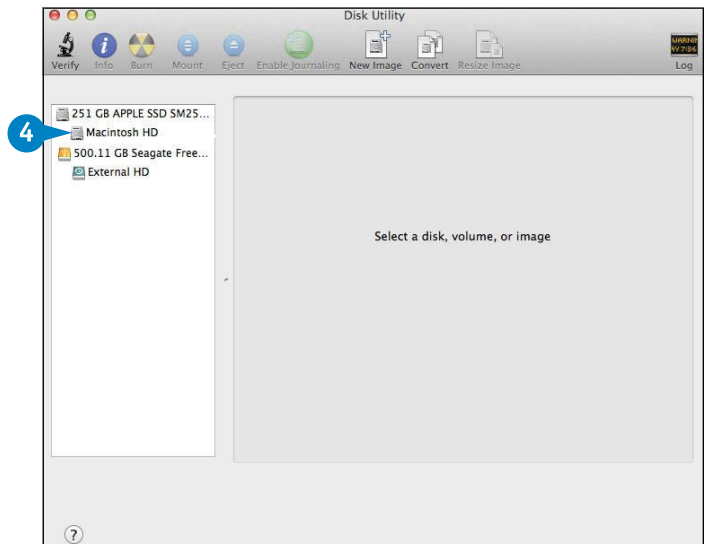 Disk Utility
Verify Info Burn Mount Eject Enable Journaling New Image Convert Resize Image Log
WARNIN
251 GB APPLE SSD SM25...
4
Macintosh HD
500.11 GB Seagate Free...
External HD
Select a disk, volume, or image
?